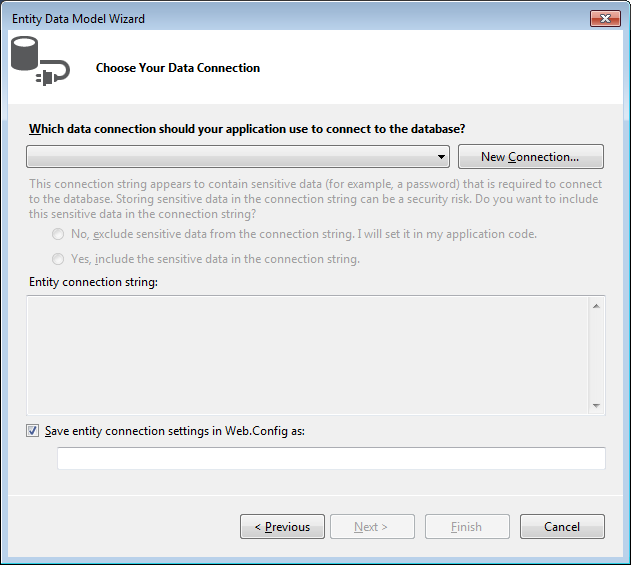 Entity Data Model Wizard
Choose Your Data Connection
Which data connection should your application use to connect to the database?
New Connection...
This connection string appears to contain sensitive data (for example, a password) that is required to connect
to the database. Storing sensitive data in the connection string can be a security risk. Do you want to include
this sensitive data in the connection string?
No, exclude sensitive data from the connection string. I will set it in my application code.
Yes, include the sensitive data in the connection string.
Entity connection string:
Save entity connection settings in Web.Config as:
< Previous
Next >
Finish
Cancel